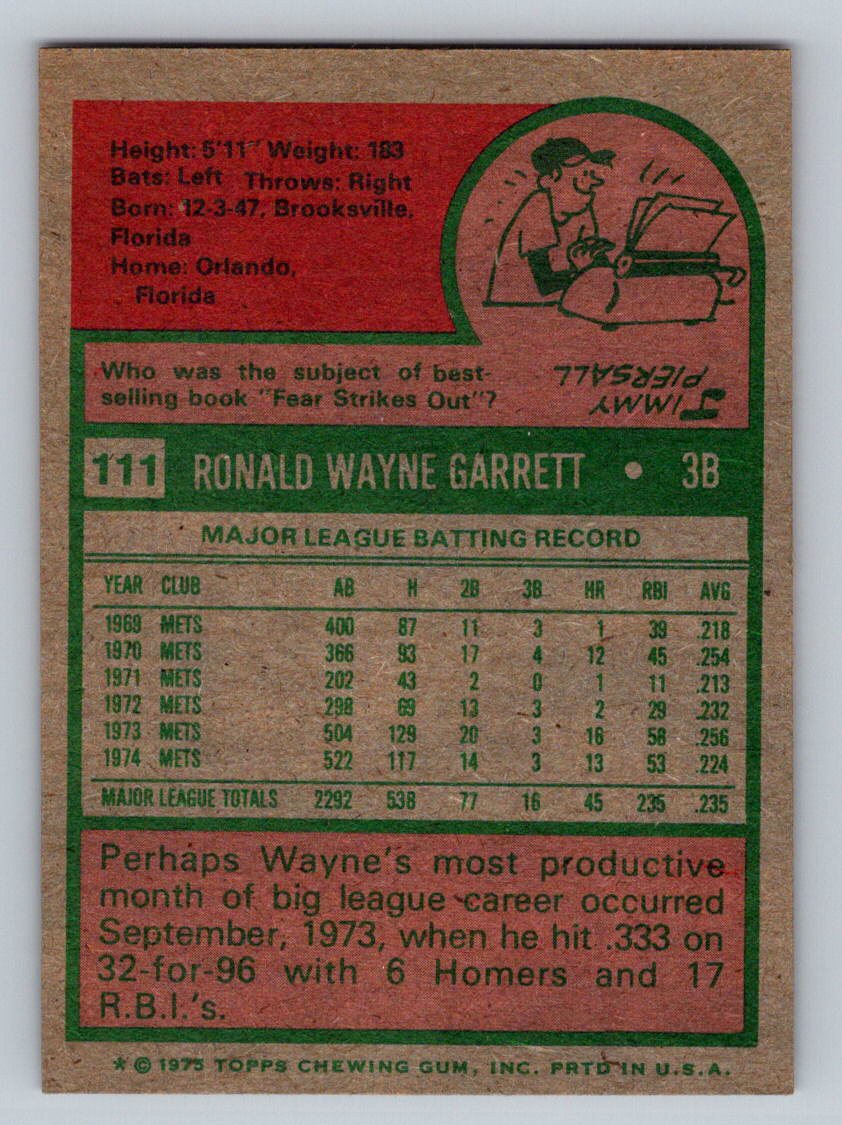 Height: 5'11" Weight: 183
Bats: Left Throws: Right
Born: 12-3-47, Brooksville,
Florida
Home: Orlando,
Florida
Who was the subject of best-
selling book "Fear Strikes Out"?
JIMMY
PIERSALL
111 RONALD WAYNE GARRETT • 3B
MAJOR LEAGUE BATTING RECORD
YEAR CLUB AB H 2B 3B HR RBI AVG
1969 METS 400 87 11 3 1 39 .218
1970 METS 366 93 17 4 12 45 .254
1971 METS 202 43 2 0 1 11 .213
1972 METS 298 69 13 3 2 29 .232
1973 METS 504 129 20 3 16 58 .256
1974 METS 522 117 14 3 13 53 .224
MAJOR LEAGUE TOTALS 2292 538 77 16 45 235 .235
Perhaps Wayne's most productive
month of big league career occurred
September, 1973, when he hit .333 on
32-for-96 with 6 Homers and 17
R.B.I.'s.
* © 1975 TOPPS CHEWING GUM, INC. PRTD IN U.S.A.